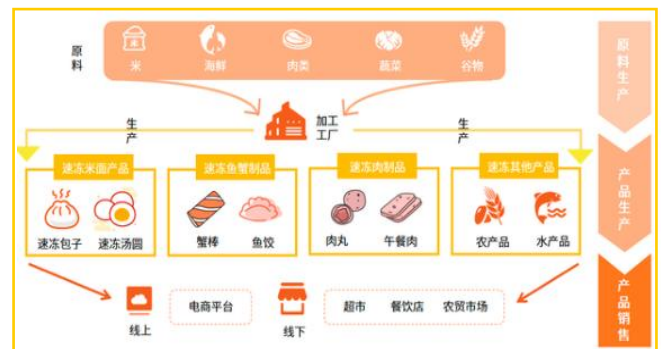 原料
米
米 海鲜 肉类 蔬菜 谷物
原料生产
加工工厂
生产 生产
速冻米面产品 速冻鱼蟹制品 速冻肉制品 速冻其他产品
产品生产
速冻包子 速冻汤圆 蟹棒 鱼饺 肉丸 午餐肉 农产品 水产品
电商平台 超市 餐饮店 农贸市场
线上 线下
产品销售